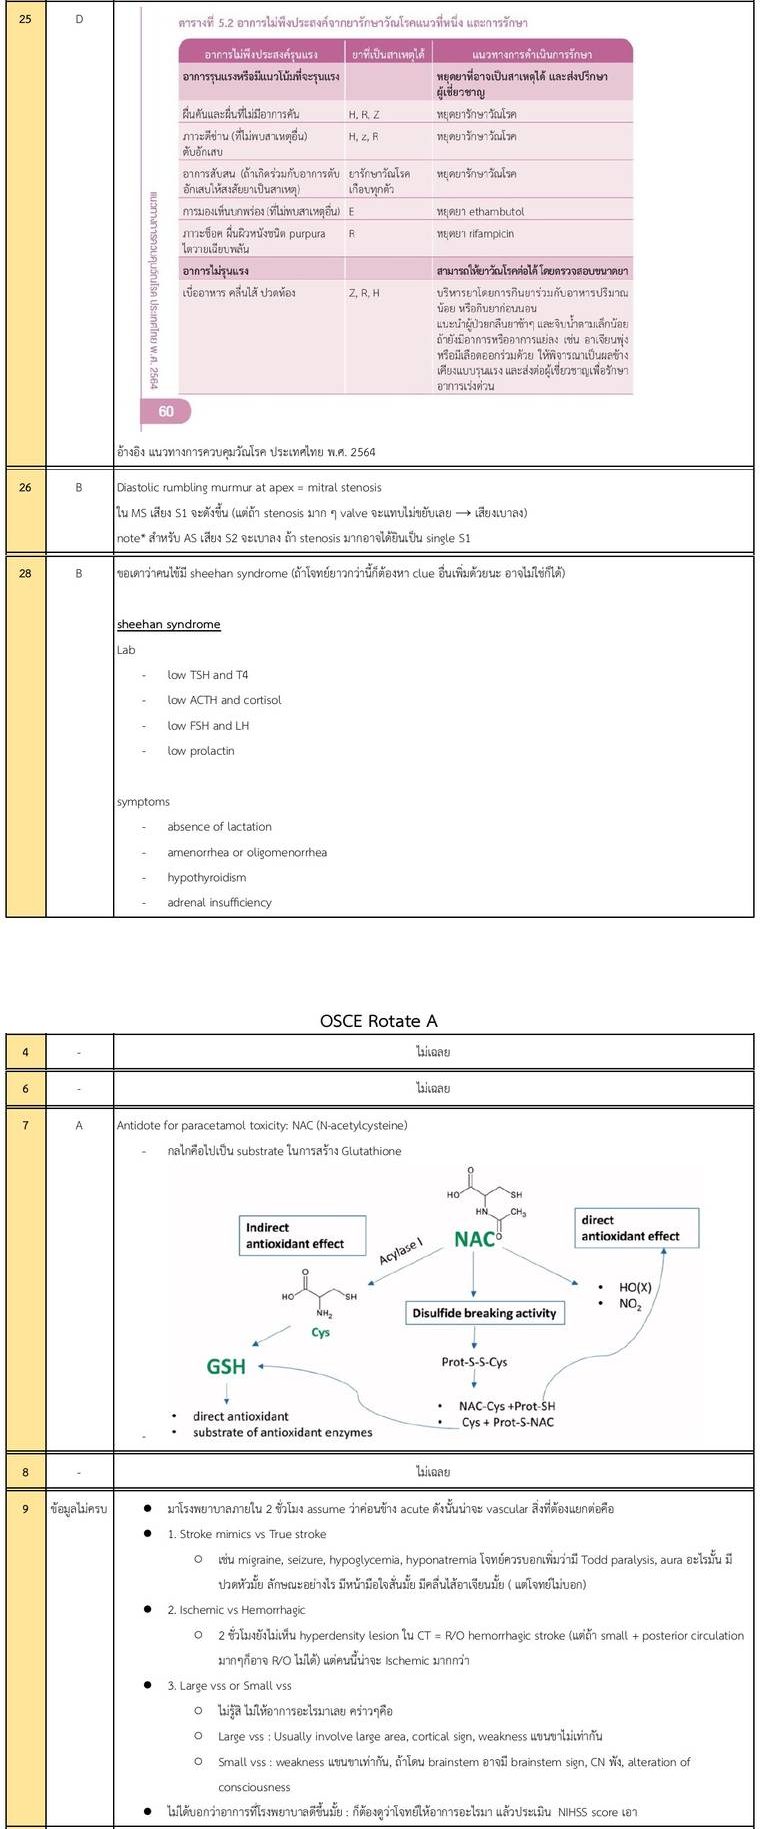 25
D
ตารางที่ 5.2 อาการไม่พึงประสงค์จากยารักษาวัณโรคแนวที่หนึ่ง และการรักษา
อาการไม่พึงประสงค์รุนแรง ยาที่เป็นสาเหตุได้ แนวทางการดำเนินการรักษา
อาการรุนแรงหรือมีแนวโน้มที่จะรุนแรง หยุดยาที่อาจเป็นสาเหตุได้ และส่งปรึกษา
ผู้เชี่ยวชาญ
ผื่นคันและผื่นที่ไม่มีอาการคัน H, R, Z หยุดยารักษาวัณโรค
ภาวะดีซ่าน (ที่ไม่พบสาเหตุอื่น) H, z, R หยุดยารักษาวัณโรค
ตับอักเสบ
อาการสับสน (ถ้าเกิดร่วมกับอาการตับ ยารักษาวัณโรค หยุดยารักษาวัณโรค
อักเสบให้สงสัยยาเป็นสาเหตุ) เกือบทุกตัว
การมองเห็นบกพร่อง (ที่ไม่พบสาเหตุอื่น) E หยุดยา ethambutol
ภาวะช็อค ผื่นผิวหนังชนิด purpura R หยุดยา rifampicin
ไตวายเฉียบพลัน
อาการไม่รุนแรง สามารถให้ยาวัณโรคต่อได้ โดยตรวจสอบขนาดยา
เบื่ออาหาร คลื่นไส้ ปวดท้อง Z, R, H บริหารยาโดยการกินยาร่วมกับอาหารปริมาณ
น้อย หรือกินยาก่อนนอน
แนะนำผู้ป่วยกลืนยาช้าๆ และจิบน้ำตามเล็กน้อย
ถ้ายังมีอาการหรืออาการแย่ลง เช่น อาเจียนพุ่ง
หรือมีเลือดออกร่วมด้วย ให้พิจารณาเป็นผลข้าง
เคียงแบบรุนแรง และส่งต่อผู้เชี่ยวชาญเพื่อรักษา
อาการเร่งด่วน
แนวทางการควบคุมวัณโรค ประเทศไทย พ.ศ. 2564
60
อ้างอิง แนวทางการควบคุมวัณโรค ประเทศไทย พ.ศ. 2564
26
B
Diastolic rumbling murmur at apex = mitral stenosis
ใน MS เสียง S1 จะดังขึ้น (แต่ถ้า stenosis มาก ๆ valve จะแทบไม่ขยับเลย → เสียงเบาลง)
note* สำหรับ AS เสียง S2 จะเบาลง ถ้า stenosis มากอาจได้ยินเป็น single S1
28
B
ขอเดาว่าคนไข้มี sheehan syndrome (ถ้าโจทย์ยาวกว่านี้ก็ต้องหา clue อื่นเพิ่มด้วยนะ อาจไม่ใช่ก็ได้)
sheehan syndrome
Lab
- low TSH and T4
- low ACTH and cortisol
- low FSH and LH
- low prolactin
symptoms
- absence of lactation
- amenorrhea or oligomenorrhea
- hypothyroidism
- adrenal insufficiency
OSCE Rotate A
4 - ไม่เฉลย
6 - ไม่เฉลย
7
A
Antidote for paracetamol toxicity: NAC (N-acetylcysteine)
- กลไกคือไปเป็น substrate ในการสร้าง Glutathione
O
HO SH
HN CH3
O
NAC
Indirect
antioxidant effect
direct
antioxidant effect
Acylase I
O
HO SH
NH2
Cys
• HO(X)
• NO2
Disulfide breaking activity
GSH
Prot-S-S-Cys
• NAC-Cys +Prot-SH
• Cys + Prot-S-NAC
• direct antioxidant
- • substrate of antioxidant enzymes
8 - ไม่เฉลย
9
ข้อมูลไม่ครบ
● มาโรงพยาบาลภายใน 2 ชั่วโมง assume ว่าค่อนข้าง acute ดังนั้นน่าจะ vascular สิ่งที่ต้องแยกต่อคือ
● 1. Stroke mimics vs True stroke
○ เช่น migraine, seizure, hypoglycemia, hyponatremia โจทย์ควรบอกเพิ่มว่ามี Todd paralysis, aura อะไรมั้น มี
ปวดหัวมั้ย ลักษณะอย่างไร มีหน้ามือใจสั่นมั้ย มีคลื่นไส้อาเจียนมั้ย ( แต่โจทย์ไม่บอก)
● 2. Ischemic vs Hemorrhagic
○ 2 ชั่วโมงยังไม่เห็น hyperdensity lesion ใน CT = R/O hemorrhagic stroke (แต่ถ้า small + posterior circulation
มากๆก็อาจ R/O ไม่ได้) แต่คนนี้น่าจะ Ischemic มากกว่า
● 3. Large vss or Small vss
○ ไม่รู้สิ ไม่ให้อาการอะไรมาเลย คร่าวๆคือ
○ Large vss : Usually involve large area, cortical sign, weakness แขนขาไม่เท่ากัน
○ Small vss : weakness แขนขาเท่ากัน, ถ้าโดน brainstem อาจมี brainstem sign, CN พัง, alteration of
consciousness
● ไม่ได้บอกว่าอาการที่โรงพยาบาลดีขึ้นมั้ย : ก็ต้องดูว่าโจทย์ให้อาการอะไรมา แล้วประเมิน NIHSS score เอา